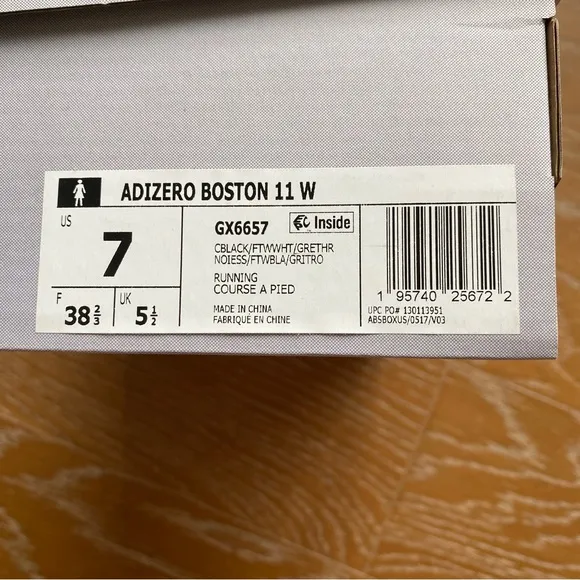 ADIZERO BOSTON 11 W
US
7
F
38 2/3
UK
5 1/2
GX6657
Inside
CBLACK/FTWWHT/GRETHR
NOIESS/FTWBLA/GRITRO
RUNNING
COURSE A PIED
MADE IN CHINA
FABRIQUE EN CHINE
1 95740 25672 2
UPC PO# 130113951
ABSBOXUS/0517/V03